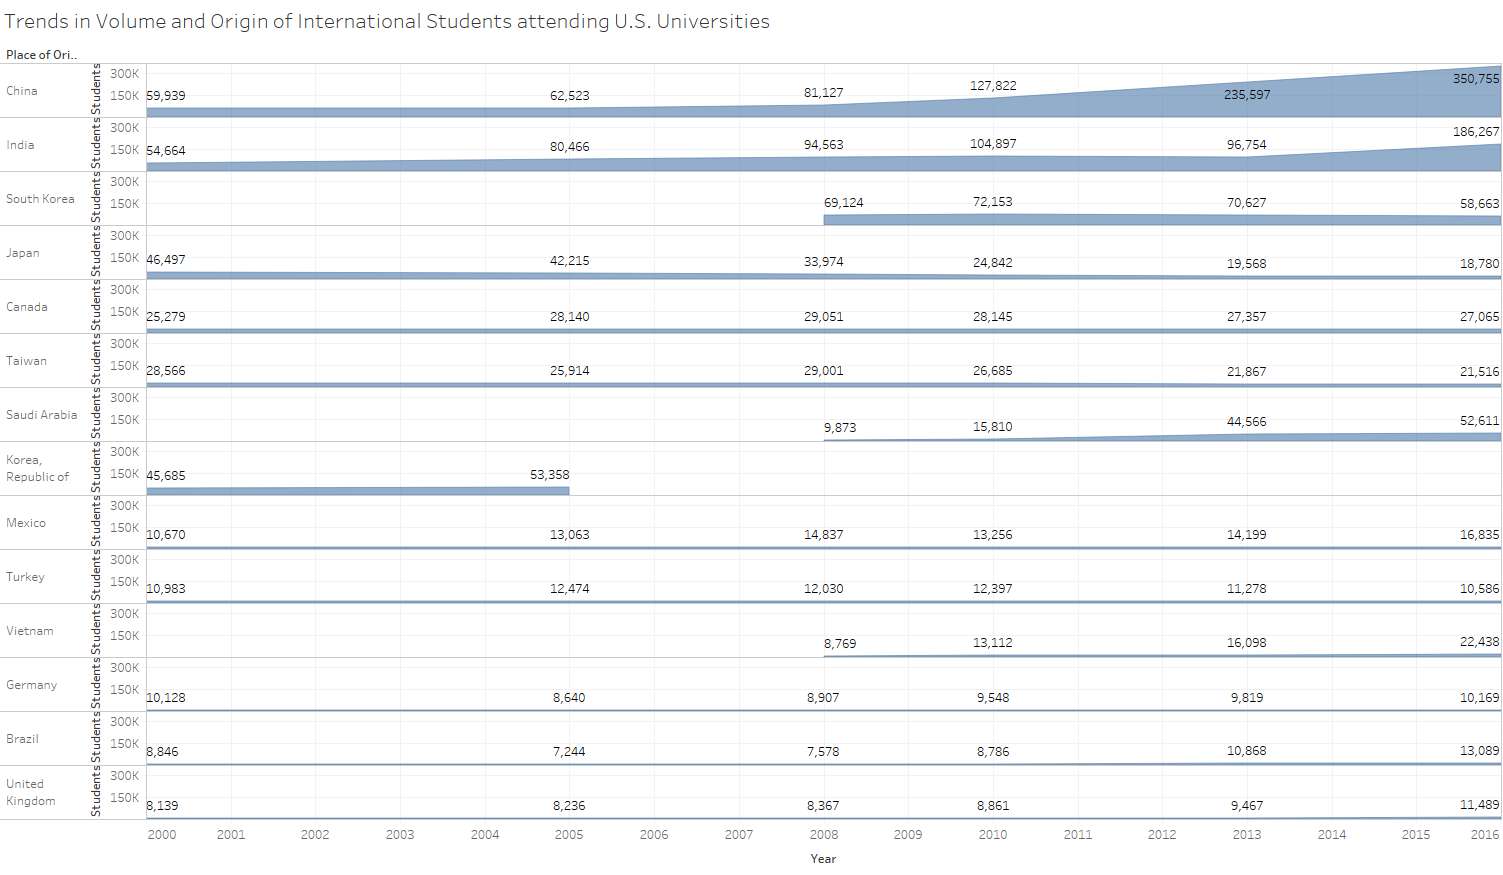 Trends in Volume and Origin of International Students attending U.S. Universities
Place of Ori..
China
Students
300K
150K
59,939
62,523
81,127
127,822
235,597
350,755
India
Students
300K
150K
54,664
80,466
94,563
104,897
96,754
186,267
South Korea
Students
300K
150K
69,124
72,153
70,627
58,663
Japan
Students
300K
150K
46,497
42,215
33,974
24,842
19,568
18,780
Canada
Students
300K
150K
25,279
28,140
29,051
28,145
27,357
27,065
Taiwan
Students
300K
150K
28,566
25,914
29,001
26,685
21,867
21,516
Saudi Arabia
Students
300K
150K
9,873
15,810
44,566
52,611
Korea,
Republic of
Students
300K
150K
45,685
53,358
Mexico
Students
300K
150K
10,670
13,063
14,837
13,256
14,199
16,835
Turkey
Students
300K
150K
10,983
12,474
12,030
12,397
11,278
10,586
Vietnam
Students
300K
150K
8,769
13,112
16,098
22,438
Germany
Students
300K
150K
10,128
8,640
8,907
9,548
9,819
10,169
Brazil
Students
300K
150K
8,846
7,244
7,578
8,786
10,868
13,089
United
Kingdom
Students
300K
150K
8,139
8,236
8,367
8,861
9,467
11,489
2000 2001 2002 2003 2004 2005 2006 2007 2008 2009 2010 2011 2012 2013 2014 2015 2016
Year